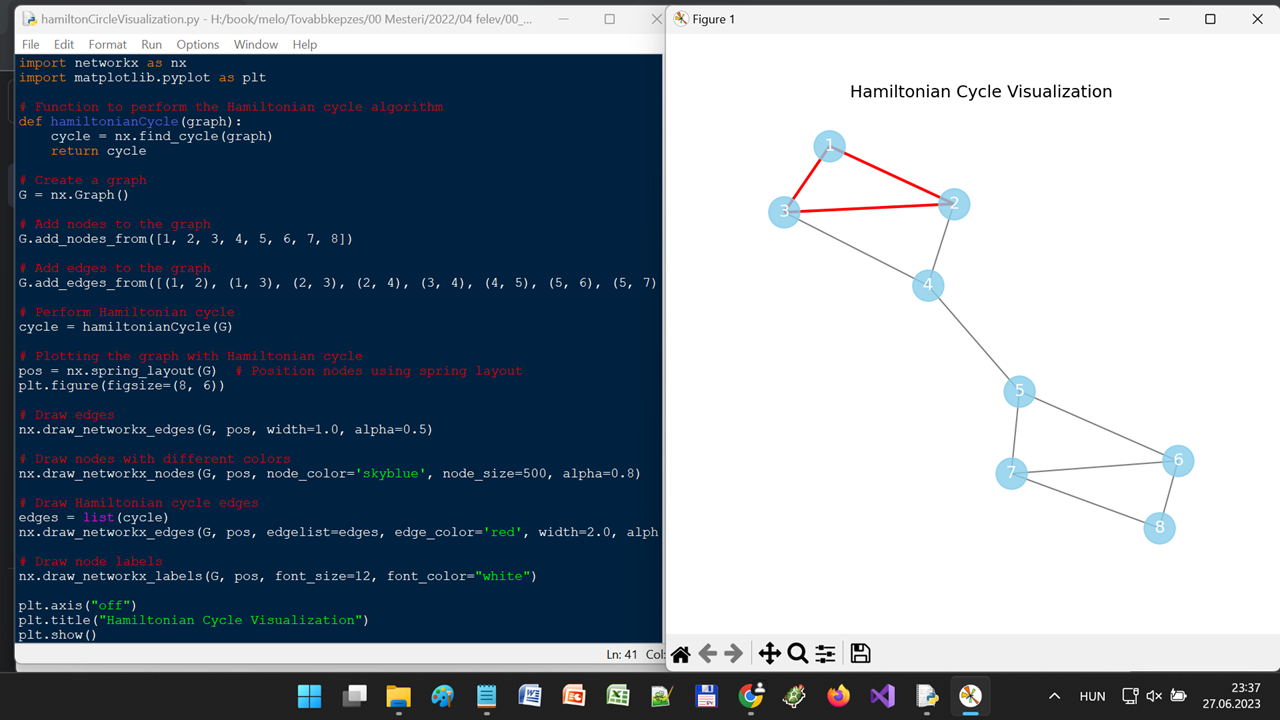 hamiltonCircleVisualization.py - H:/book/melo/Tovabbkepzes/00 Mesteri/2022/04 felev/00_...
File Edit Format Run Options Window Help
import networkx as nx
import matplotlib.pyplot as plt
# Function to perform the Hamiltonian cycle algorithm
def hamiltonianCycle(graph):
cycle = nx.find_cycle(graph)
return cycle
# Create a graph
G = nx.Graph()
# Add nodes to the graph
G.add_nodes_from([1, 2, 3, 4, 5, 6, 7, 8])
# Add edges to the graph
G.add_edges_from([(1, 2), (1, 3), (2, 3), (2, 4), (3, 4), (4, 5), (5, 6), (5, 7)
# Perform Hamiltonian cycle
cycle = hamiltonianCycle(G)
# Plotting the graph with Hamiltonian cycle
pos = nx.spring_layout(G)  # Position nodes using spring layout
plt.figure(figsize=(8, 6))
# Draw edges
nx.draw_networkx_edges(G, pos, width=1.0, alpha=0.5)
# Draw nodes with different colors
nx.draw_networkx_nodes(G, pos, node_color='skyblue', node_size=500, alpha=0.8)
# Draw Hamiltonian cycle edges
edges = list(cycle)
nx.draw_networkx_edges(G, pos, edgelist=edges, edge_color='red', width=2.0, alph
# Draw node labels
nx.draw_networkx_labels(G, pos, font_size=12, font_color="white")
plt.axis("off")
plt.title("Hamiltonian Cycle Visualization")
plt.show()
Ln: 41 Col:
Figure 1
Hamiltonian Cycle Visualization
1
2
3
4
5
6
7
8
HUN
23:37
27.06.2023